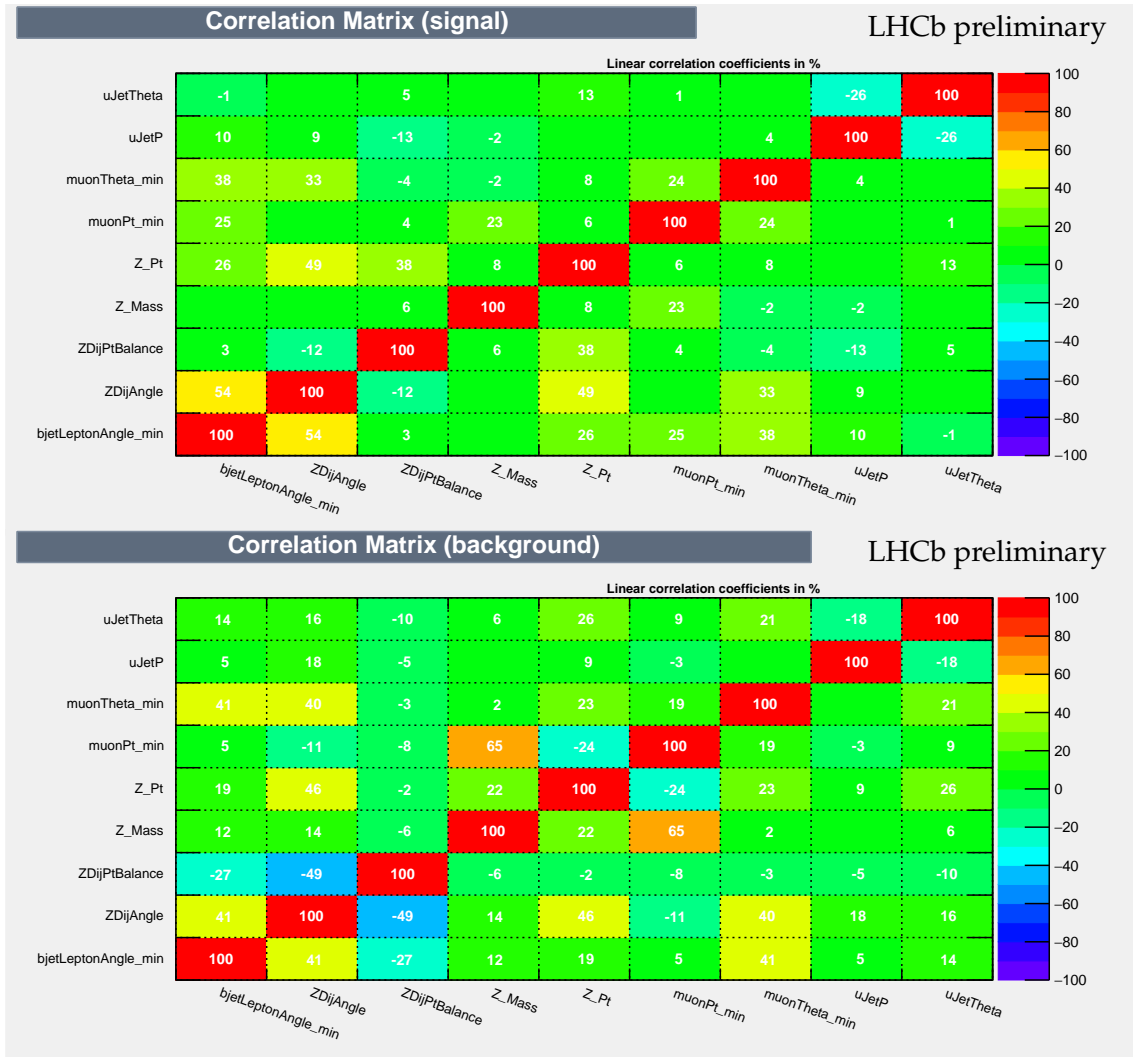 Correlation Matrix (signal)
LHCb preliminary
Linear correlation coefficients in %
uJetTheta -1 5 13 1 -26 100
uJetP 10 9 -13 -2 4 100 -26
muonTheta_min 38 33 -4 -2 8 24 100 4
muonPt_min 25 4 23 6 100 24 1
Z_Pt 26 49 38 8 100 6 8 13
Z_Mass 6 100 8 23 -2 -2
ZDijPtBalance 3 -12 100 6 38 4 -4 -13 5
ZDijAngle 54 100 -12 49 33 9
bjetLeptonAngle_min 100 54 3 26 25 38 10 -1
bjetLeptonAngle_min ZDijAngle ZDijPtBalance Z_Mass Z_Pt muonPt_min muonTheta_min uJetP uJetTheta
100
80
60
40
20
0
−20
−40
−60
−80
−100
Correlation Matrix (background)
LHCb preliminary
Linear correlation coefficients in %
uJetTheta 14 16 -10 6 26 9 21 -18 100
uJetP 5 18 -5 9 -3 100 -18
muonTheta_min 41 40 -3 2 23 19 100 21
muonPt_min 5 -11 -8 65 -24 100 19 -3 9
Z_Pt 19 46 -2 22 100 -24 23 9 26
Z_Mass 12 14 -6 100 22 65 2 6
ZDijPtBalance -27 -49 100 -6 -2 -8 -3 -5 -10
ZDijAngle 41 100 -49 14 46 -11 40 18 16
bjetLeptonAngle_min 100 41 -27 12 19 5 41 5 14
bjetLeptonAngle_min ZDijAngle ZDijPtBalance Z_Mass Z_Pt muonPt_min muonTheta_min uJetP uJetTheta
100
80
60
40
20
0
−20
−40
−60
−80
−100